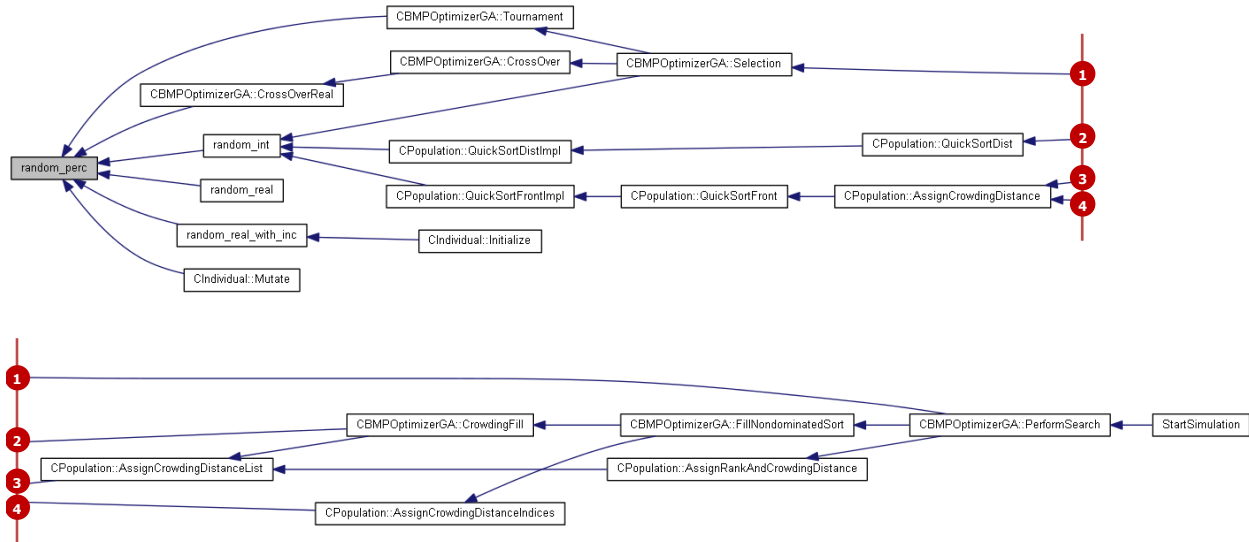 CBMPOptimizerGA::Tournament
CBMPOptimizerGA::CrossOver
CBMPOptimizerGA::Selection
1
CBMPOptimizerGA::CrossOverReal
random_int
CPopulation::QuickSortDistImpl
CPopulation::QuickSortDist
2
random_perc
random_real
CPopulation::QuickSortFrontImpl
CPopulation::QuickSortFront
CPopulation::AssignCrowdingDistance
3
4
random_real_with_inc
CIndividual::Initialize
CIndividual::Mutate
1
CBMPOptimizerGA::CrowdingFill
CBMPOptimizerGA::FillNondominatedSort
CBMPOptimizerGA::PerformSearch
StartSimulation
2
CPopulation::AssignCrowdingDistanceList
CPopulation::AssignRankAndCrowdingDistance
3
4
CPopulation::AssignCrowdingDistanceIndices